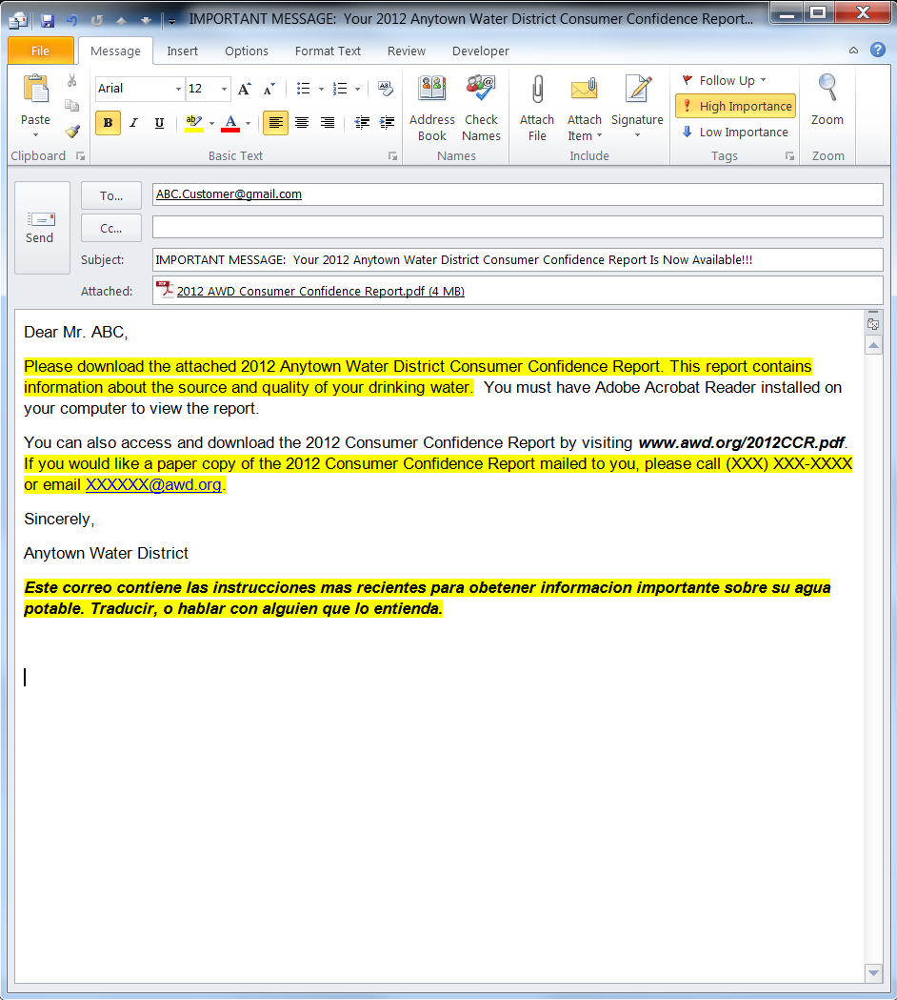 IMPORTANT MESSAGE:  Your 2012 Anytown Water District Consumer Confidence Report...
File Message Insert Options Format Text Review Developer
Paste
Clipboard
Arial 12
B I U
Basic Text
Address Book
Check Names
Names
Attach File
Attach Item
Signature
Include
Follow Up
High Importance
Low Importance
Tags
Zoom
Zoom
Send
To... ABC.Customer@gmail.com
Cc...
Subject: IMPORTANT MESSAGE:  Your 2012 Anytown Water District Consumer Confidence Report Is Now Available!!!
Attached: 2012 AWD Consumer Confidence Report.pdf (4 MB)
Dear Mr. ABC,
Please download the attached 2012 Anytown Water District Consumer Confidence Report. This report contains
information about the source and quality of your drinking water.  You must have Adobe Acrobat Reader installed on
your computer to view the report.
You can also access and download the 2012 Consumer Confidence Report by visiting www.awd.org/2012CCR.pdf.
If you would like a paper copy of the 2012 Consumer Confidence Report mailed to you, please call (XXX) XXX-XXXX
or email XXXXXX@awd.org.
Sincerely,
Anytown Water District
Este correo contiene las instrucciones mas recientes para obetener informacion importante sobre su agua
potable. Traducir, o hablar con alguien que lo entienda.